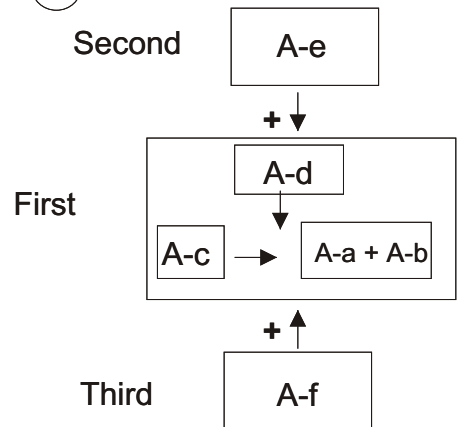 Second
A-e
+
A-d
First
A-c
A-a + A-b
+
Third
A-f